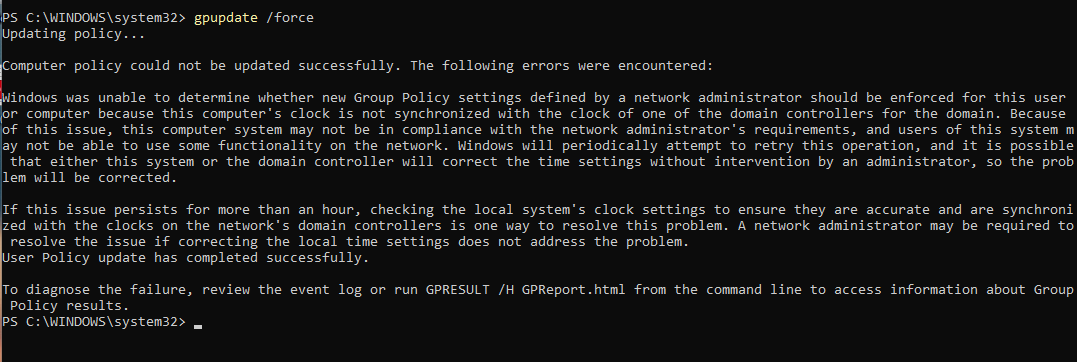 PS C:\WINDOWS\system32> gpupdate /force
Updating policy...
Computer policy could not be updated successfully. The following errors were encountered:
Windows was unable to determine whether new Group Policy settings defined by a network administrator should be enforced for this user
or computer because this computer's clock is not synchronized with the clock of one of the domain controllers for the domain. Because
of this issue, this computer system may not be in compliance with the network administrator's requirements, and users of this system m
ay not be able to use some functionality on the network. Windows will periodically attempt to retry this operation, and it is possible
that either this system or the domain controller will correct the time settings without intervention by an administrator, so the prob
lem will be corrected.
If this issue persists for more than an hour, checking the local system's clock settings to ensure they are accurate and are synchroni
zed with the clocks on the network's domain controllers is one way to resolve this problem. A network administrator may be required to
resolve the issue if correcting the local time settings does not address the problem.
User Policy update has completed successfully.
To diagnose the failure, review the event log or run GPRESULT /H GPReport.html from the command line to access information about Group
Policy results.
PS C:\WINDOWS\system32>